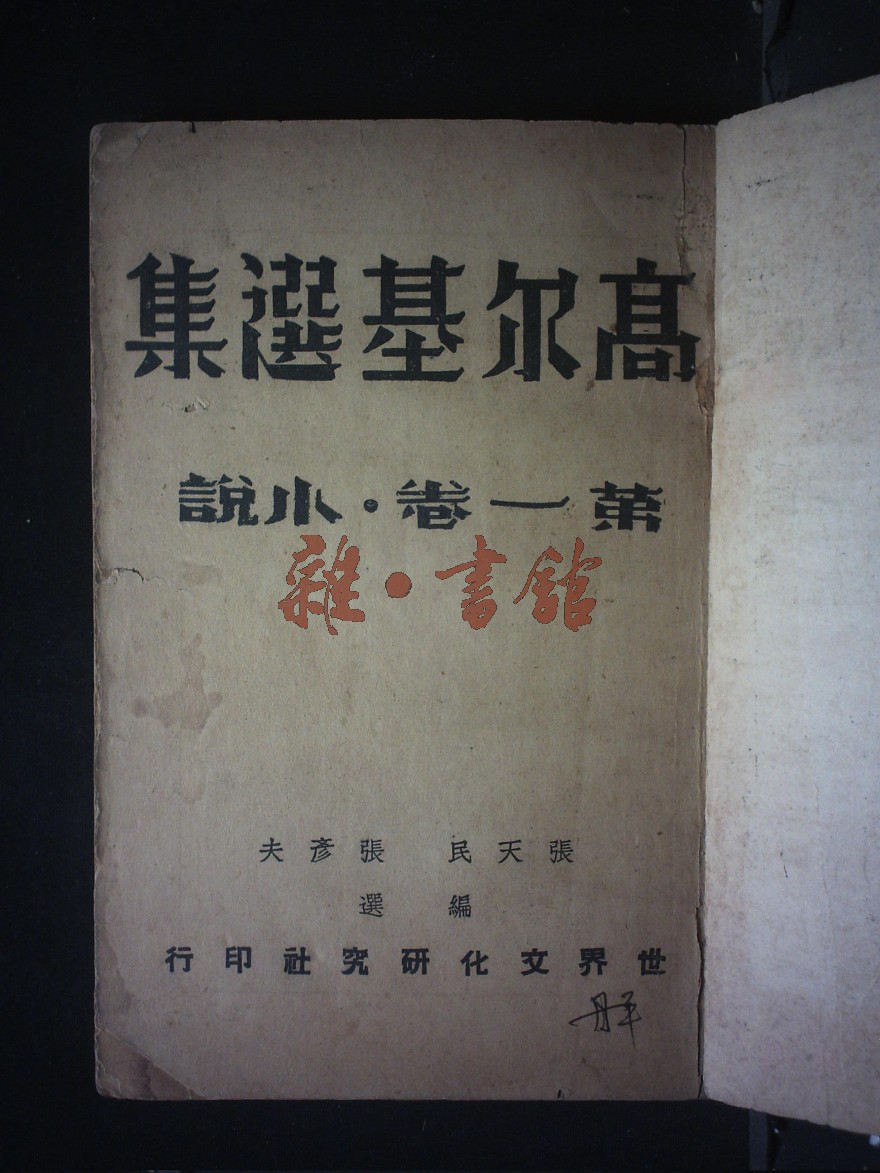 高尔基選集
第一卷·小說
雜·書館
張天民 張彥夫
編選
世界文化研究社印行